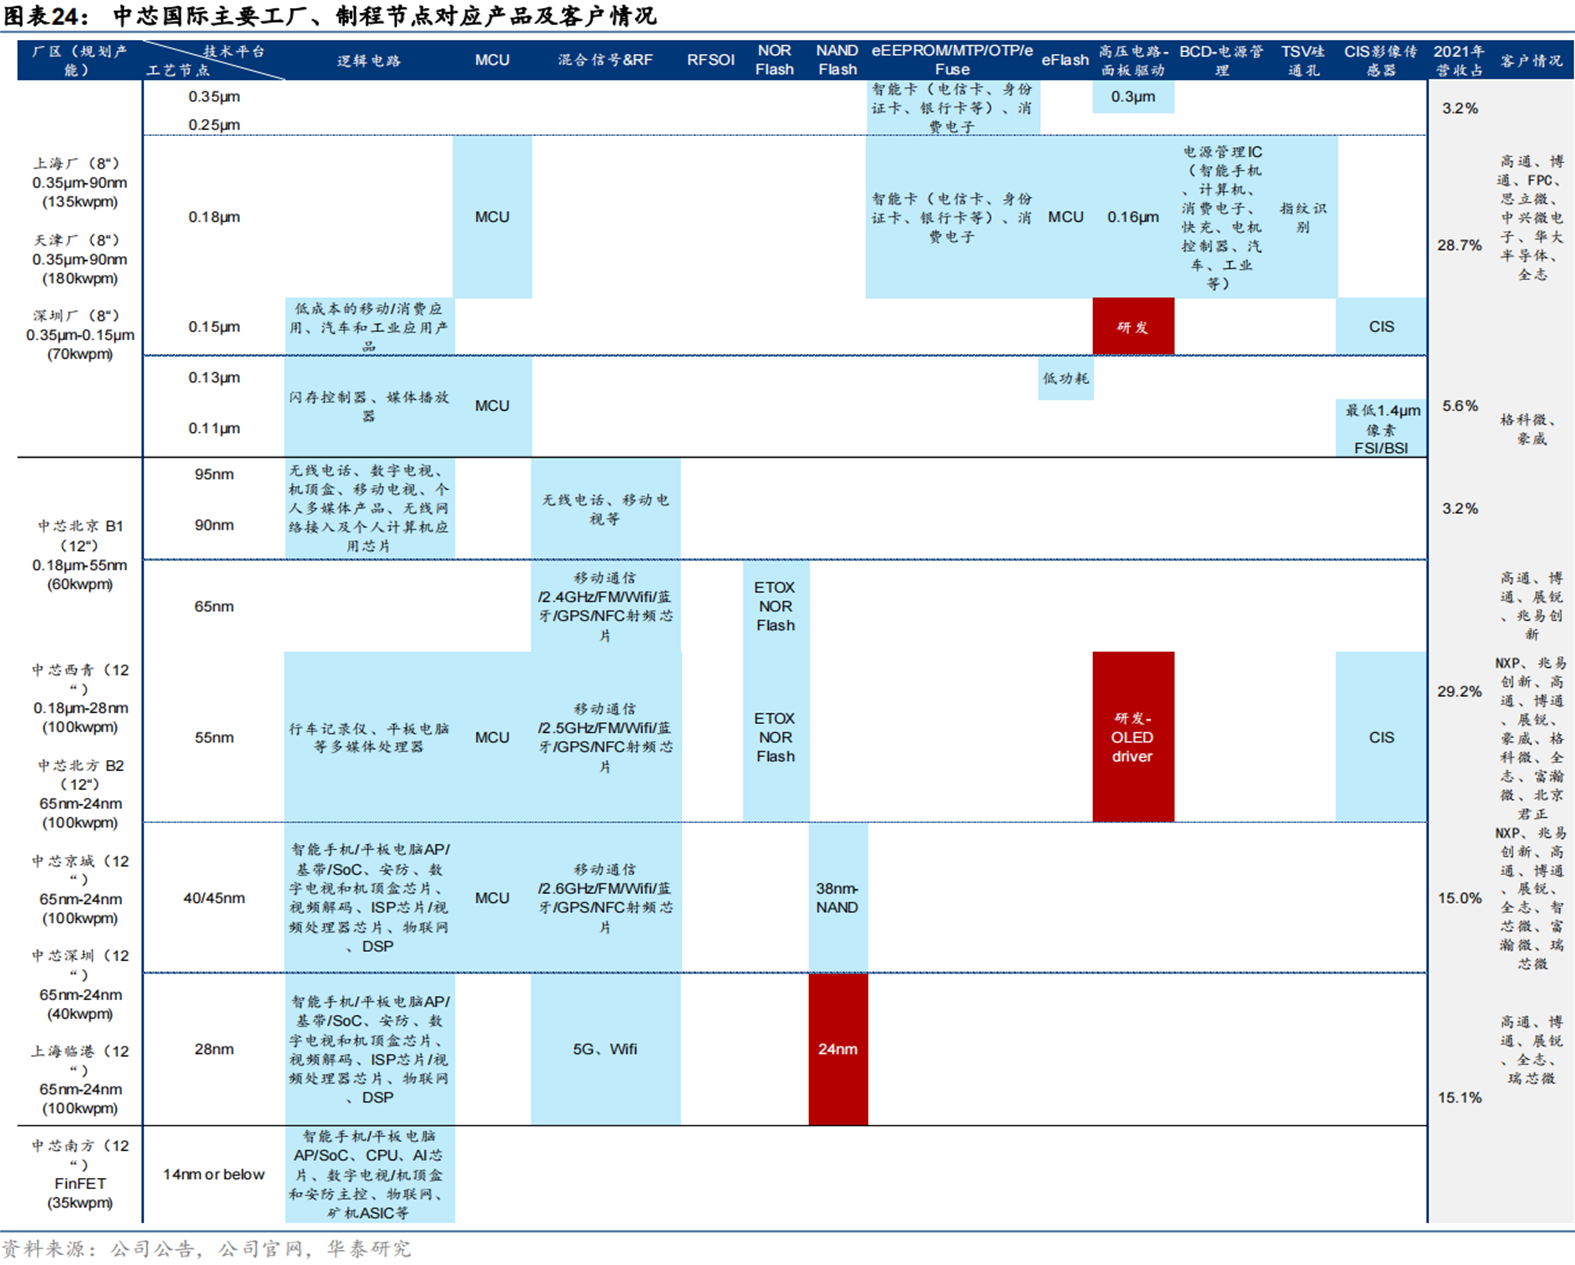 图表24： 中芯国际主要工厂、制程节点对应产品及客户情况
厂区（规划产
能）
技术平台
工艺节点
逻辑电路
MCU
混合信号&RF
RFSOI
NOR
Flash
NAND
Flash
eEEPROM/MTP/OTP/e
Fuse
eFlash
高压电路-
面板驱动
BCD-电源管
理
TSV硅
通孔
CIS影像传
感器
2021年
营收占
客户情况
上海厂（8“）
0.35μm-90nm
(135kwpm)
天津厂（8“）
0.35μm-90nm
(180kwpm)
深圳厂（8“）
0.35μm-0.15μm
(70kwpm)
0.35μm
0.25μm
智能卡（电信卡、身份
证卡、银行卡等）、消
费电子
0.3μm
3.2%
0.18μm
MCU
智能卡（电信卡、身份
证卡、银行卡等）、消
费电子
MCU
0.16μm
电源管理IC
（智能手机
、计算机、
消费电子、
快充、电机
控制器、汽
车、工业
等）
指纹识
别
28.7%
高通、博
通、FPC、
思立微、
中兴微电
子、华大
半导体、
全志
0.15μm
低成本的移动/消费应
用、汽车和工业应用产
品
研发
CIS
0.13μm
0.11μm
闪存控制器、媒体播放
器
MCU
低功耗
最低1.4μm
像素
FSI/BSI
5.6%
格科微、
豪威
中芯北京 B1
（12“）
0.18μm-55nm
(60kwpm)
95nm
90nm
无线电话、数字电视、
机顶盒、移动电视、个
人多媒体产品、无线网
络接入及个人计算机应
用芯片
无线电话、移动电
视等
3.2%
65nm
移动通信
/2.4GHz/FM/Wifi/蓝
牙/GPS/NFC射频芯
片
ETOX
NOR
Flash
高通、博
通、展锐
、兆易创
新
中芯西青（12
“）
0.18μm-28nm
(100kwpm)
中芯北方 B2
（12“）
65nm-24nm
(100kwpm)
55nm
行车记录仪、平板电脑
等多媒体处理器
MCU
移动通信
/2.5GHz/FM/Wifi/蓝
牙/GPS/NFC射频芯
片
ETOX
NOR
Flash
研发-
OLED
driver
CIS
29.2%
NXP、兆易
创新、高
通、博通
、展锐、
豪威、格
科微、全
志、富瀚
微、北京
君正
中芯京城（12
“）
65nm-24nm
(100kwpm)
40/45nm
智能手机/平板电脑AP/
基带/SoC、安防、数
字电视和机顶盒芯片、
视频解码、ISP芯片/视
频处理器芯片、物联网
、DSP
MCU
移动通信
/2.6GHz/FM/Wifi/蓝
牙/GPS/NFC射频芯
片
38nm-
NAND
15.0%
NXP、兆易
创新、高
通、博通
、展锐、
全志、智
芯微、富
瀚微、瑞
芯微
中芯深圳（12
“）
65nm-24nm
(40kwpm)
上海临港（12
“）
65nm-24nm
(100kwpm)
28nm
智能手机/平板电脑AP/
基带/SoC、安防、数
字电视和机顶盒芯片、
视频解码、ISP芯片/视
频处理器芯片、物联网
、DSP
5G、Wifi
24nm
高通、博
通、展锐
、全志、
瑞芯微
15.1%
中芯南方（12
“）
FinFET
(35kwpm)
14nm or below
智能手机/平板电脑
AP/SoC、CPU、AI芯
片、数字电视/机顶盒
和安防主控、物联网、
矿机ASIC等
资料来源：公司公告，公司官网，华泰研究